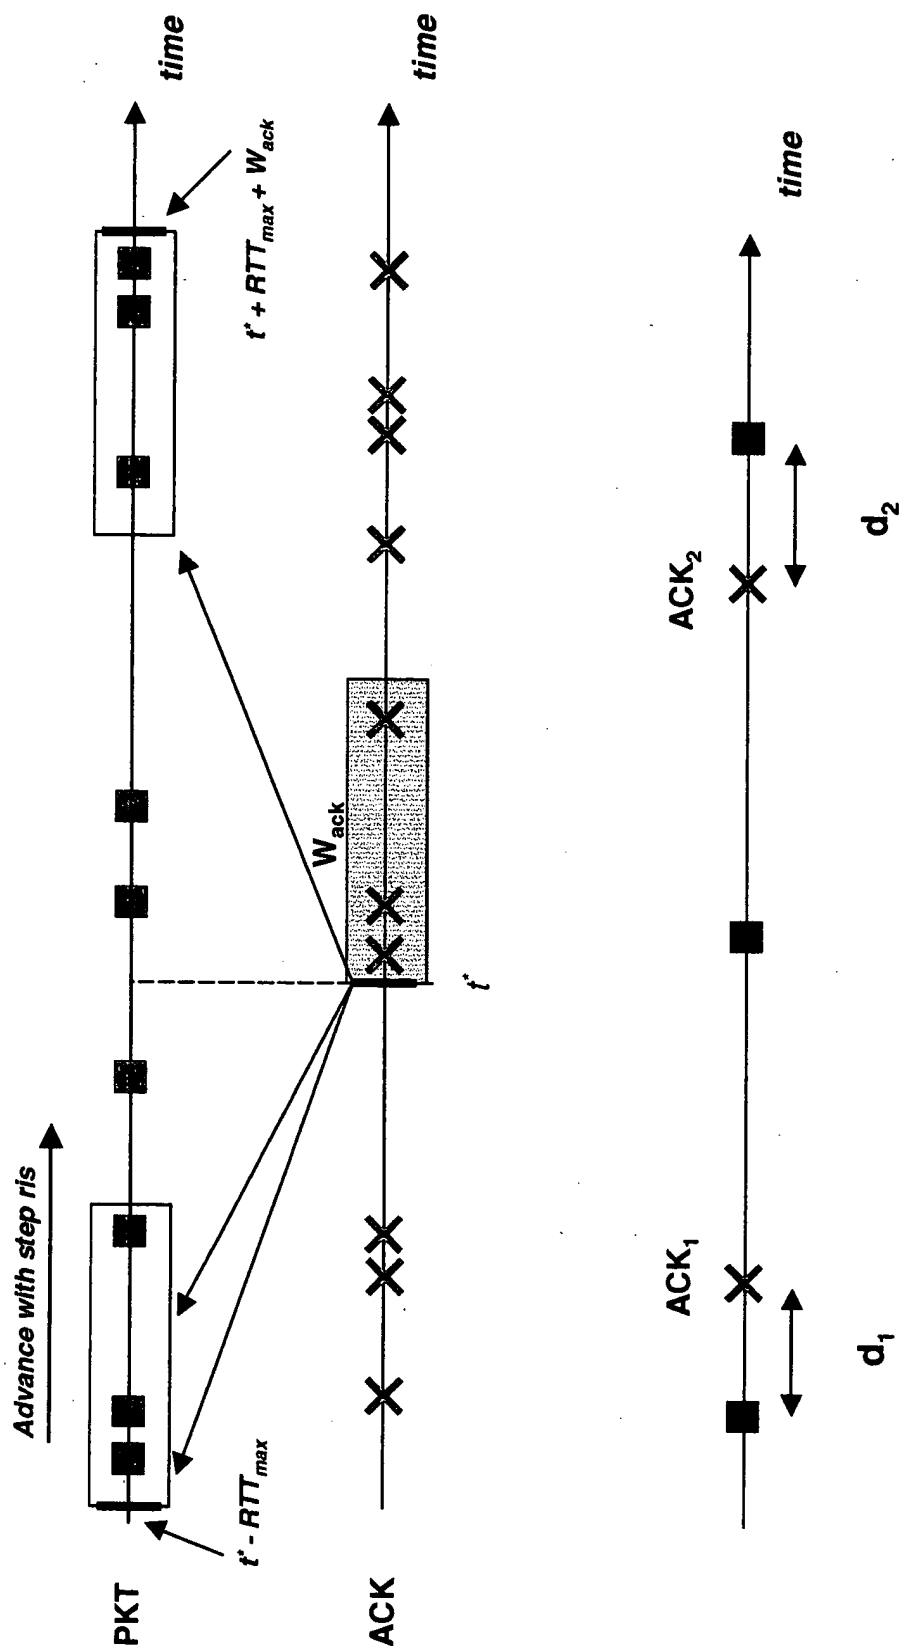 Advance with step ris
PKT
time
t* - RTTmax
t* + RTTmax + Wack
Wack
ACK
time
t*
ACK1
ACK2
time
d1
d2